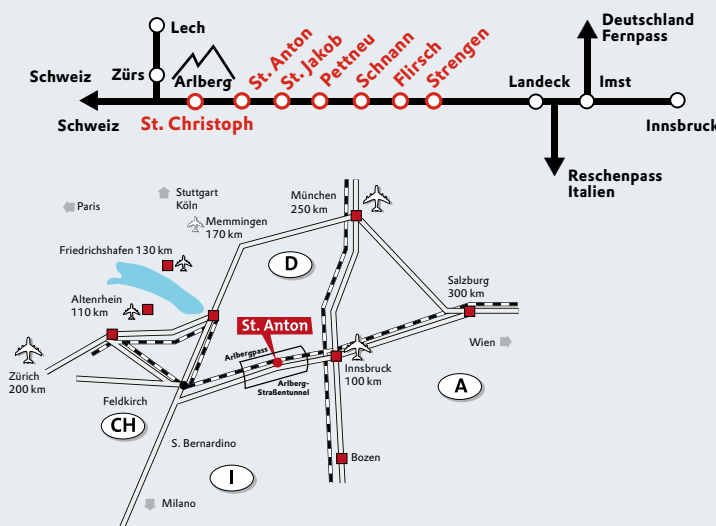 Lech
Zürs
Arlberg
St. Anton
St. Jakob
Pettneu
Schnann
Flirsch
Strengen
Deutschland
Fernpass
Schweiz
Landeck
Imst
Schweiz
St. Christoph
Innsbruck
Reschenpass
Italien
Paris
Stuttgart
Köln
München
250 km
Memmingen
170 km
Friedrichshafen 130 km
D
Altenrhein
110 km
Salzburg
300 km
St. Anton
Wien
Arlbergpass
Zürich
200 km
Innsbruck
100 km
Arlberg-
Straßentunnel
A
Feldkirch
CH
S. Bernardino
Bozen
I
Milano